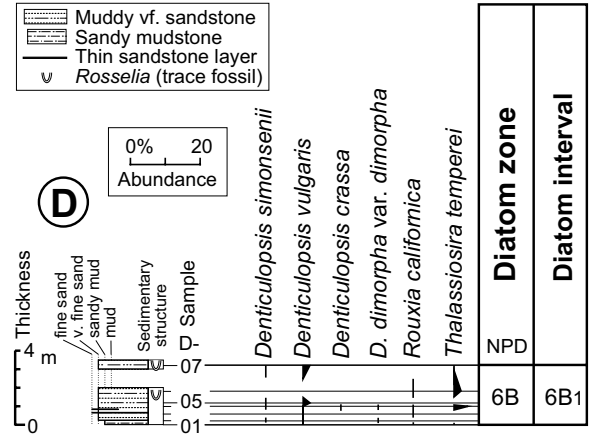 Muddy vf. sandstone
Sandy mudstone
Thin sandstone layer
Rosselia (trace fossil)
0% 20
Abundance
D
Thickness
fine sand
v. fine sand
sandy mud
mud
Sedimentary
structure
Sample
Denticulopsis simonsenii
Denticulopsis vulgaris
Denticulopsis crassa
D. dimorpha var. dimorpha
Rouxia californica
Thalassiosira temperei
Diatom zone
Diatom interval
D-
NPD
4 m
07
05
6B
6B1
0
01